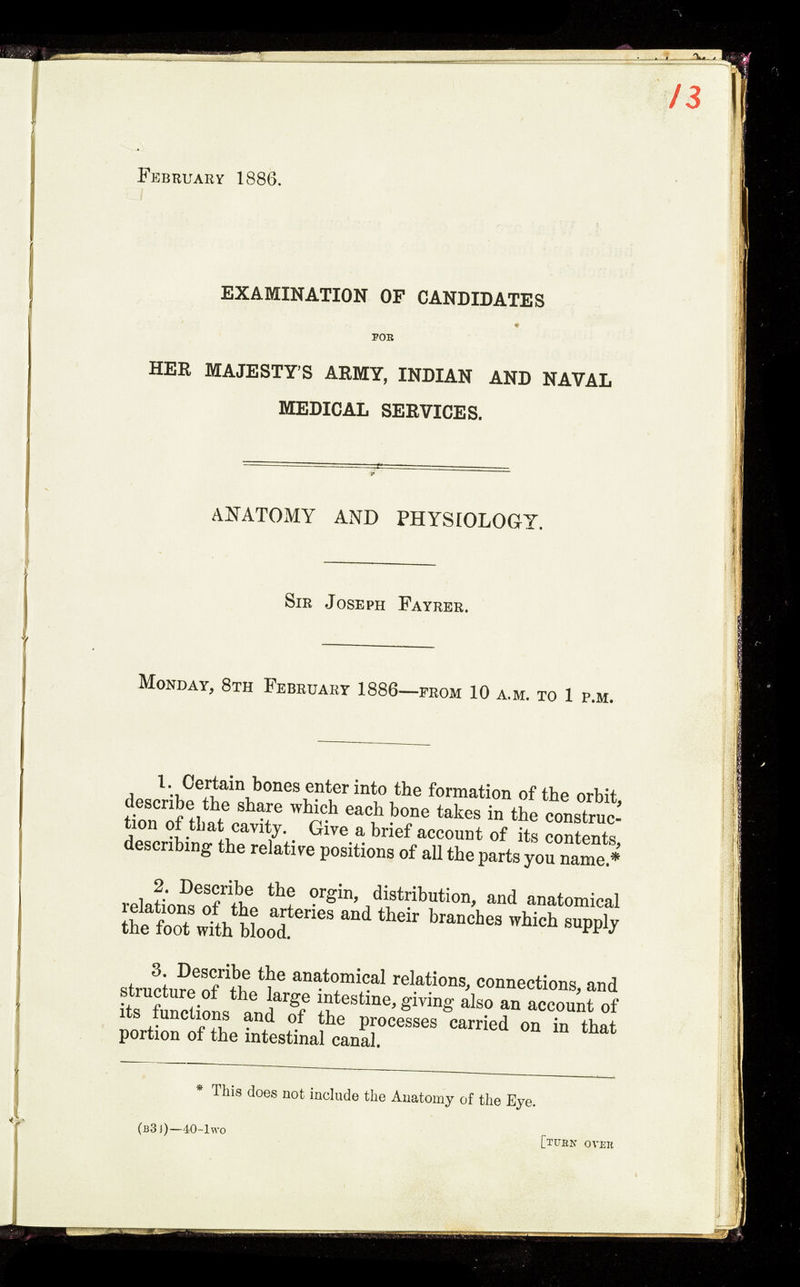 13
FEBRUARY 1886.
EXAMINATION OF CANDIDATES
FOR
HER MAJESTY'S ARMY, INDIAN AND NAVAL
MEDICAL SERVICES.
ANATOMY AND PHYSIOLOGY.
SIR JOSEPH FAYRER.
MONDAY, 8TH FEBRUARY 1886—FROM 10 A.M. TO 1 P.M.
1. Certain bones enter into the formation of the orbit,
describe the share which each bone takes in the construc-
tion of that cavity. Give a brief account of its contents,
describing the relative positions of all the parts you name.*
2. Describe the orgin, distribution, and anatomical
relations of the arteries and their branches which supply
the foot with blood.
3. Describe the anatomical relations, connections, and
structure of the large intestine, giving also an account of
its functions and of the processes carried on in that
portion of the intestinal canal.
* This does not include the Anatomy of the Eye.
(B31)—40-1wo
[TURN OVER